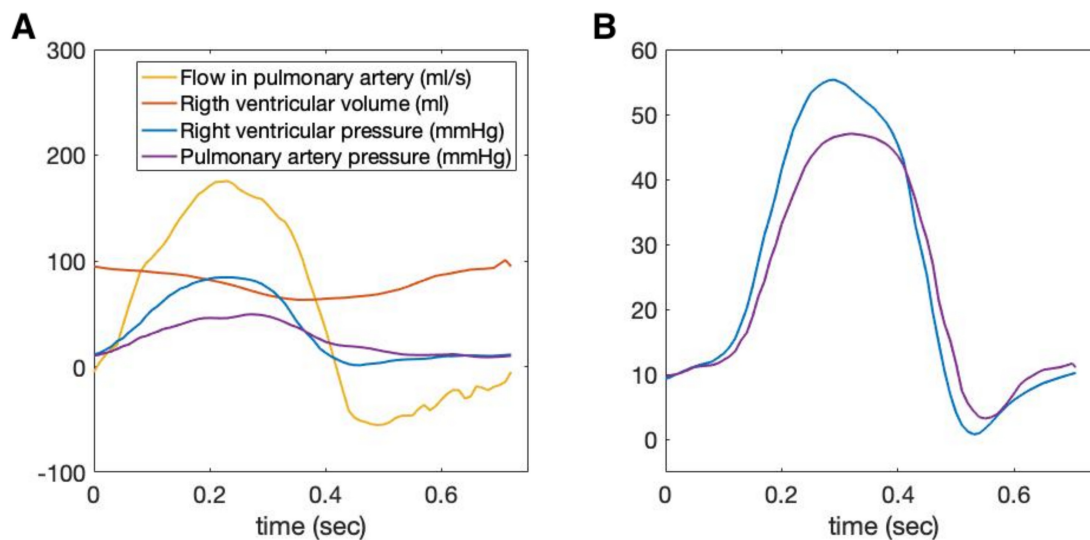 A
300
200
100
0
-100
Flow in pulmonary artery (ml/s)
Rigth ventricular volume (ml)
Right ventricular pressure (mmHg)
Pulmonary artery pressure (mmHg)
0 0.2 0.4 0.6
time (sec)
B
60
50
40
30
20
10
0
0 0.2 0.4 0.6
time (sec)